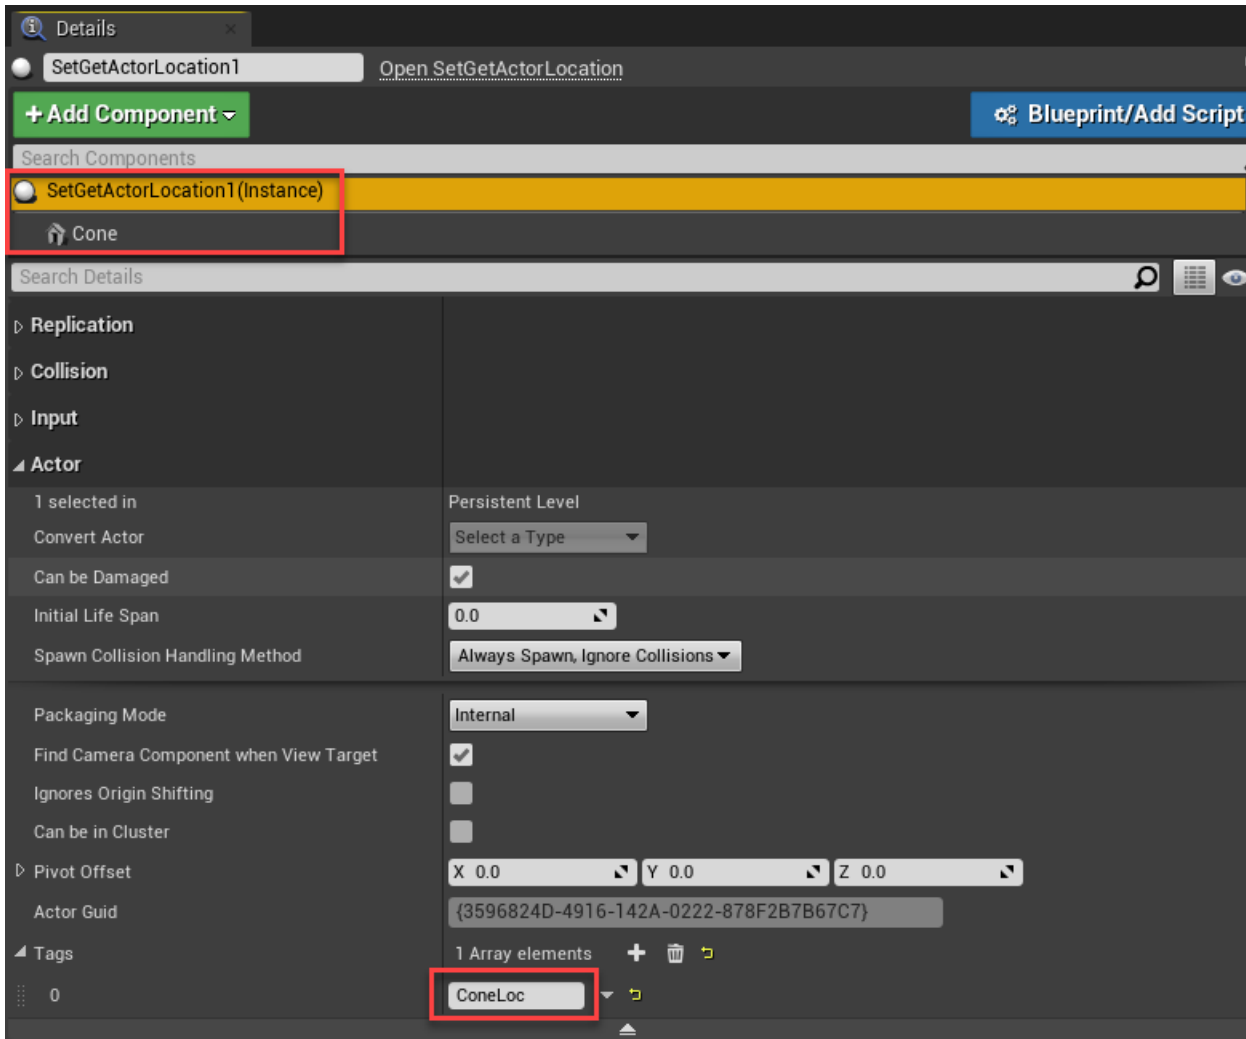 Details
SetGetActorLocation1 Open SetGetActorLocation
+ Add Component Blueprint/Add Script
Search Components
SetGetActorLocation1(Instance)
Cone
Search Details
Replication
Collision
Input
Actor
1 selected in Persistent Level
Convert Actor Select a Type
Can be Damaged
Initial Life Span 0.0
Spawn Collision Handling Method Always Spawn, Ignore Collisions
Packaging Mode Internal
Find Camera Component when View Target
Ignores Origin Shifting
Can be in Cluster
Pivot Offset X 0.0 Y 0.0 Z 0.0
Actor Guid {3596824D-4916-142A-0222-878F2B7B67C7}
Tags 1 Array elements
0 ConeLoc